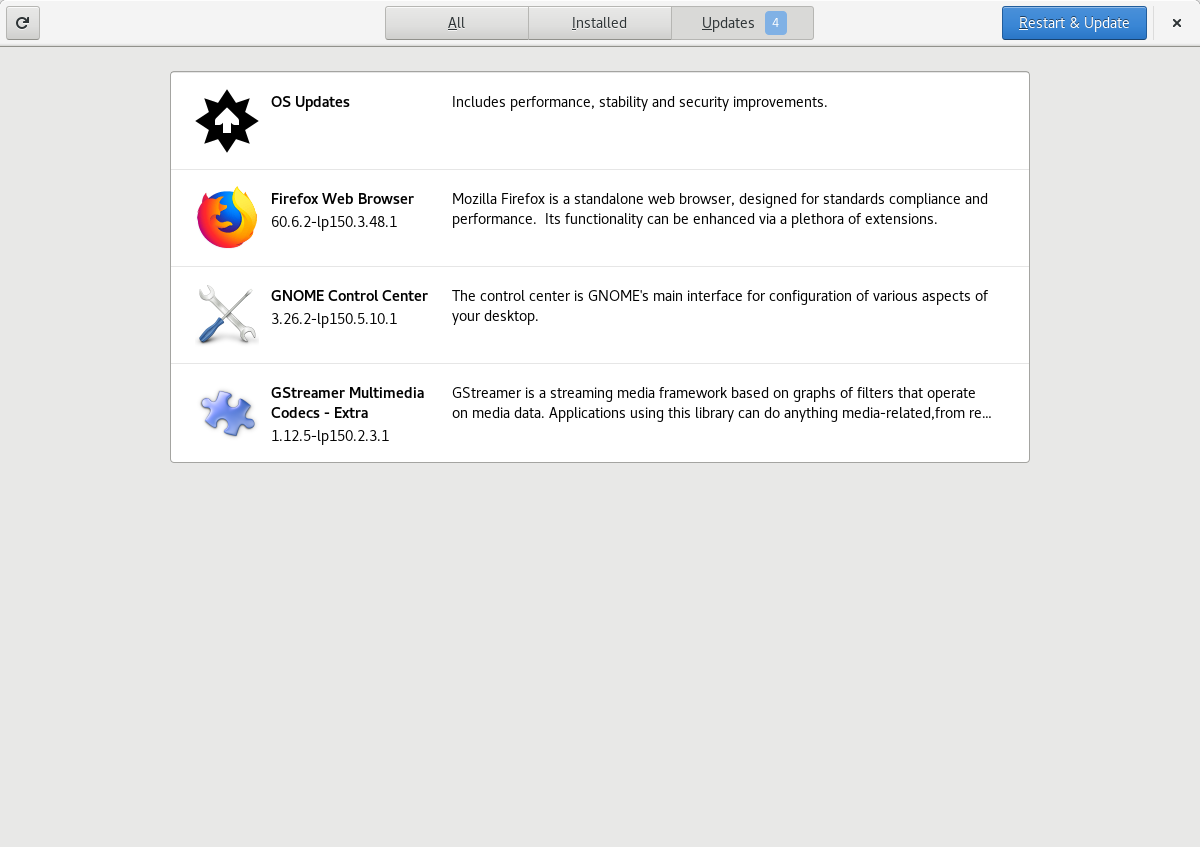 All
Installed
Updates 4
Restart & Update
OS Updates
Includes performance, stability and security improvements.
Firefox Web Browser
60.6.2-lp150.3.48.1
Mozilla Firefox is a standalone web browser, designed for standards compliance and
performance.  Its functionality can be enhanced via a plethora of extensions.
GNOME Control Center
3.26.2-lp150.5.10.1
The control center is GNOME's main interface for configuration of various aspects of
your desktop.
GStreamer Multimedia
Codecs - Extra
1.12.5-lp150.2.3.1
GStreamer is a streaming media framework based on graphs of filters that operate
on media data. Applications using this library can do anything media-related,from re...